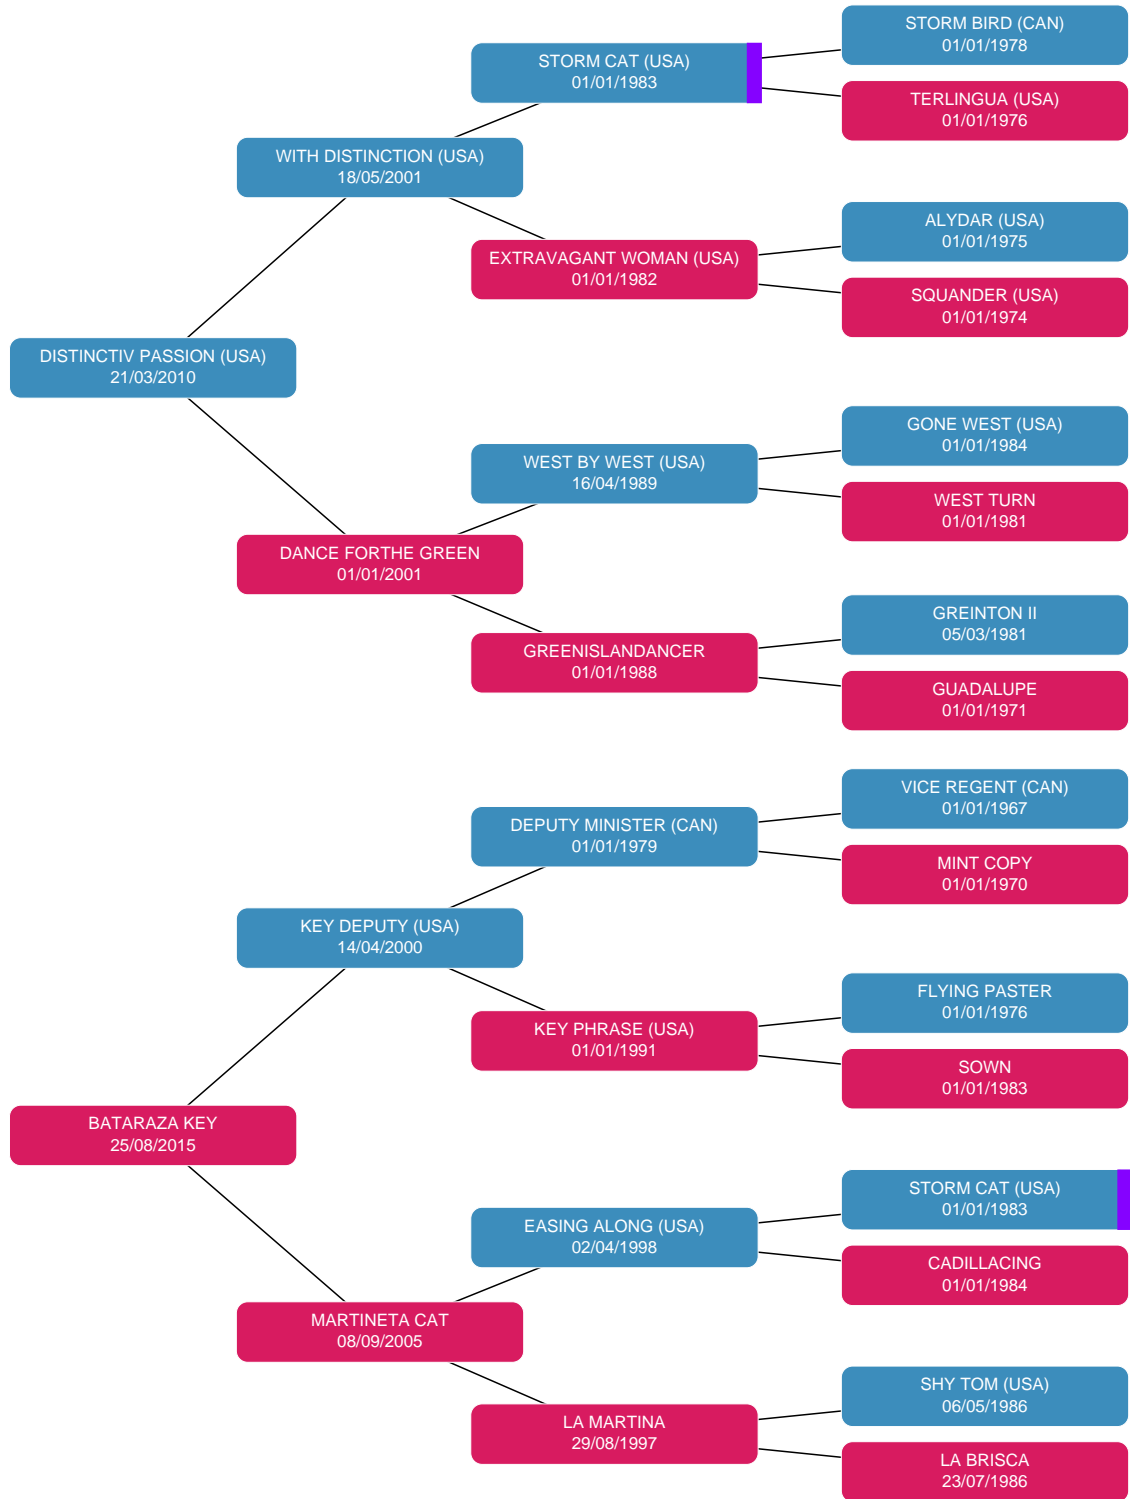 STORM BIRD (CAN)
01/01/1978
STORM CAT (USA)
01/01/1983
TERLINGUA (USA)
01/01/1976
WITH DISTINCTION (USA)
18/05/2001
ALYDAR (USA)
01/01/1975
EXTRAVAGANT WOMAN (USA)
01/01/1982
SQUANDER (USA)
01/01/1974
DISTINCTIV PASSION (USA)
21/03/2010
GONE WEST (USA)
01/01/1984
WEST BY WEST (USA)
16/04/1989
WEST TURN
01/01/1981
DANCE FORTHE GREEN
01/01/2001
GREINTON II
05/03/1981
GREENISLANDANCER
01/01/1988
GUADALUPE
01/01/1971
VICE REGENT (CAN)
01/01/1967
DEPUTY MINISTER (CAN)
01/01/1979
MINT COPY
01/01/1970
KEY DEPUTY (USA)
14/04/2000
FLYING PASTER
01/01/1976
KEY PHRASE (USA)
01/01/1991
SOWN
01/01/1983
BATARAZA KEY
25/08/2015
STORM CAT (USA)
01/01/1983
EASING ALONG (USA)
02/04/1998
CADILLACING
01/01/1984
MARTINETA CAT
08/09/2005
SHY TOM (USA)
06/05/1986
LA MARTINA
29/08/1997
LA BRISCA
23/07/1986